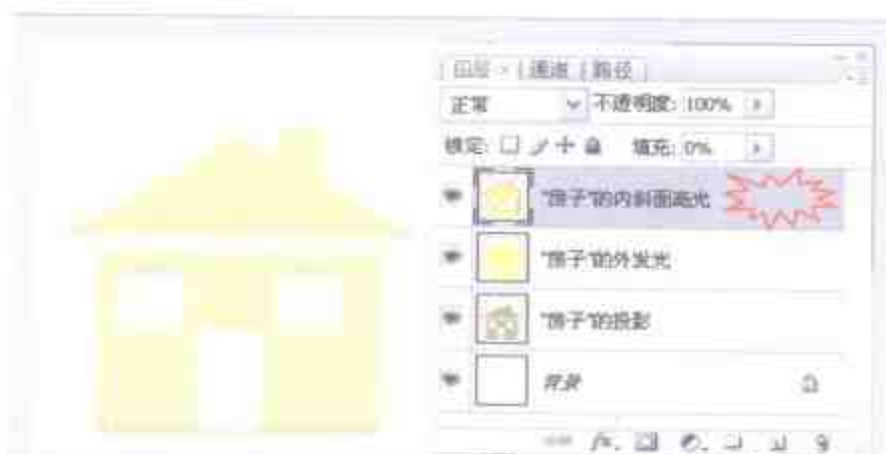 图层 × 通道 路径
正常 不透明度: 100%
锁定: 填充: 0%
"房子"的内斜面高光
"房子"的外发光
"房子"的投影
背景
fx.